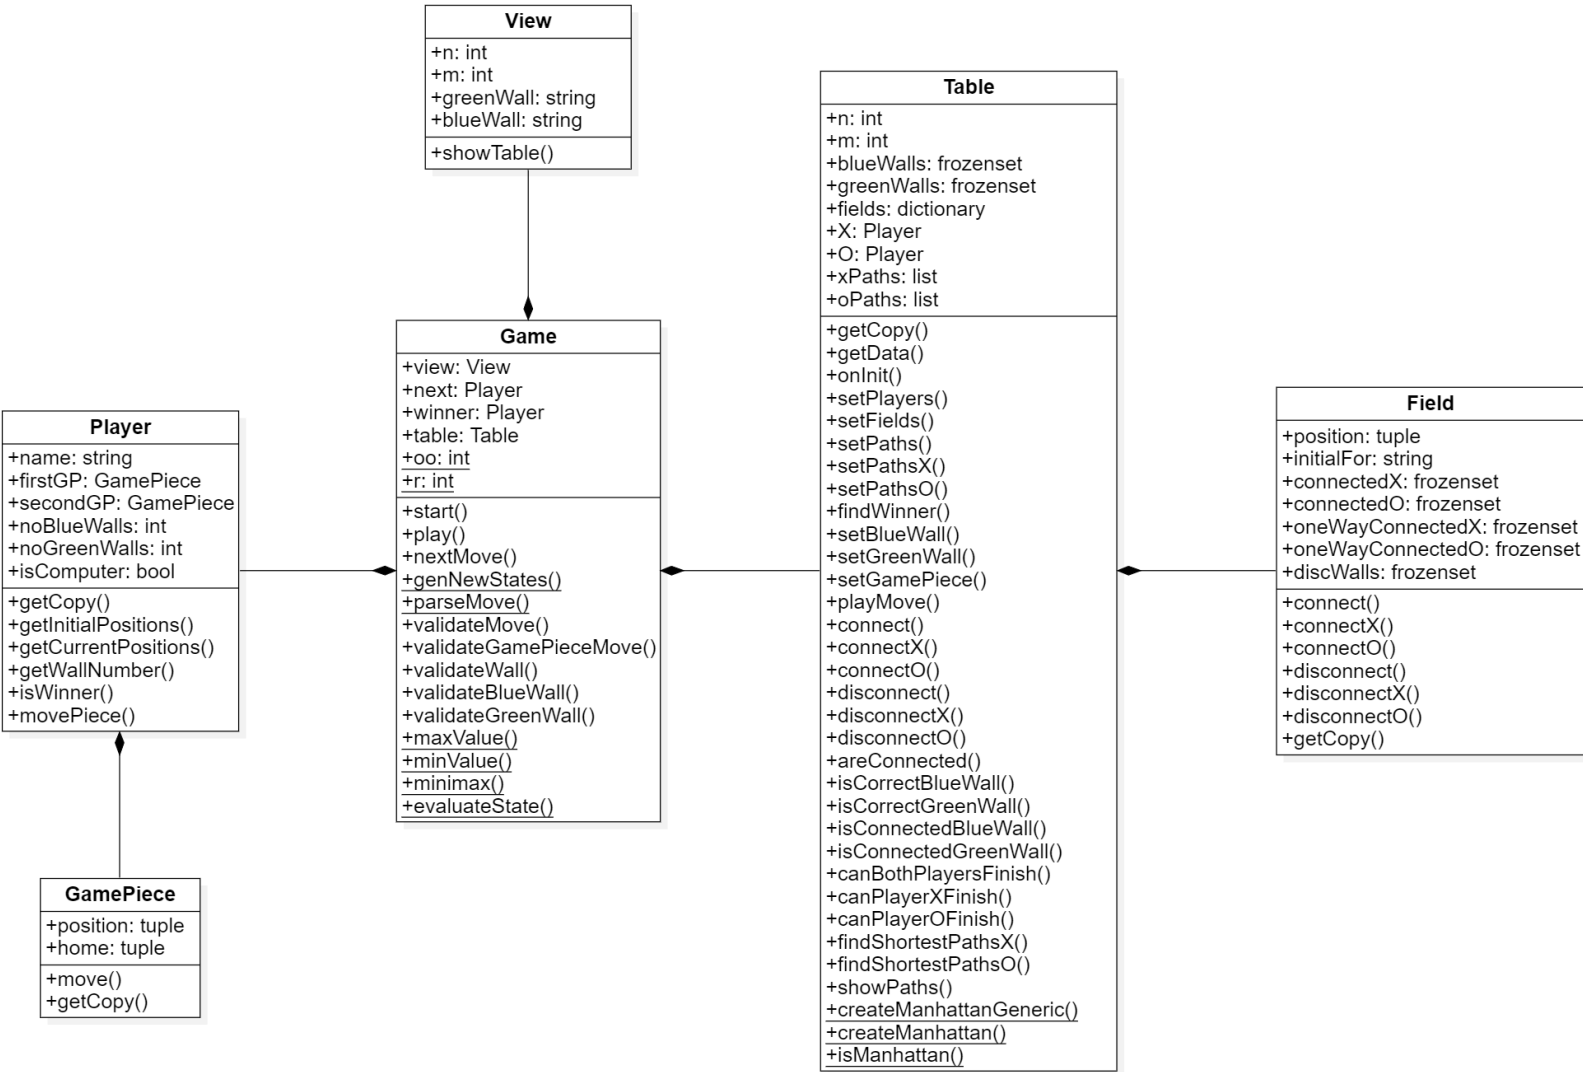 View
+n: int
+m: int
+greenWall: string
+blueWall: string
+showTable()
Table
+n: int
+m: int
+blueWalls: frozenset
+greenWalls: frozenset
+fields: dictionary
+X: Player
+O: Player
+xPaths: list
+oPaths: list
+getCopy()
+getData()
+onInit()
+setPlayers()
+setFields()
+setPaths()
+setPathsX()
+setPathsO()
+findWinner()
+setBlueWall()
+setGreenWall()
+setGamePiece()
+playMove()
+connect()
+connectX()
+connectO()
+disconnect()
+disconnectX()
+disconnectO()
+areConnected()
+isCorrectBlueWall()
+isCorrectGreenWall()
+isConnectedBlueWall()
+isConnectedGreenWall()
+canBothPlayersFinish()
+canPlayerXFinish()
+canPlayerOFinish()
+findShortestPathsX()
+findShortestPathsO()
+showPaths()
+createManhattanGeneric()
+createManhattan()
+isManhattan()
Game
+view: View
+next: Player
+winner: Player
+table: Table
+oo: int
+r: int
+start()
+play()
+nextMove()
+genNewStates()
+parseMove()
+validateMove()
+validateGamePieceMove()
+validateWall()
+validateBlueWall()
+validateGreenWall()
+maxValue()
+minValue()
+minimax()
+evaluateState()
Field
+position: tuple
+initialFor: string
+connectedX: frozenset
+connectedO: frozenset
+oneWayConnectedX: frozenset
+oneWayConnectedO: frozenset
+discWalls: frozenset
+connect()
+connectX()
+connectO()
+disconnect()
+disconnectX()
+disconnectO()
+getCopy()
Player
+name: string
+firstGP: GamePiece
+secondGP: GamePiece
+noBlueWalls: int
+noGreenWalls: int
+isComputer: bool
+getCopy()
+getInitialPositions()
+getCurrentPositions()
+getWallNumber()
+isWinner()
+movePiece()
GamePiece
+position: tuple
+home: tuple
+move()
+getCopy()